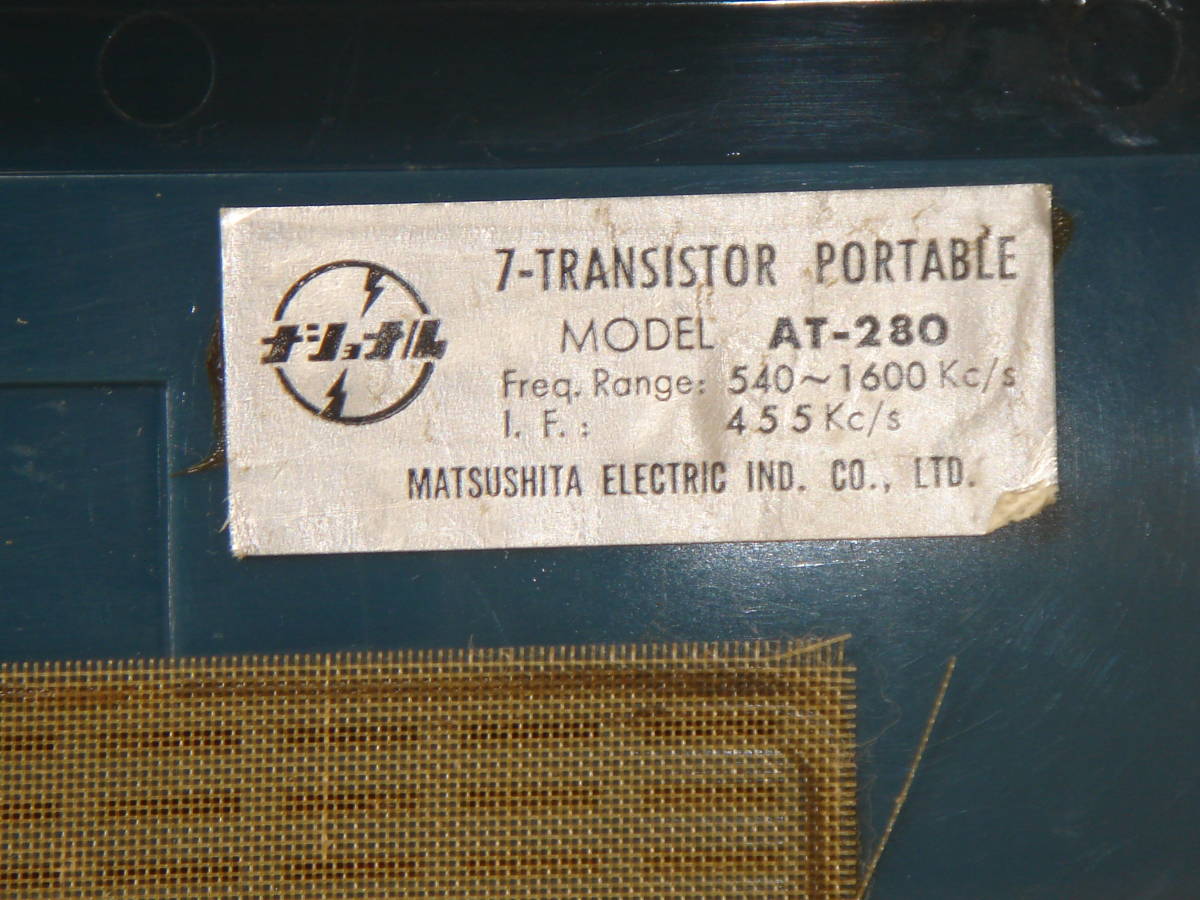 7-TRANSISTOR PORTABLE
ナショナル
MODEL AT-280
Freq. Range: 540~1600 Kc/s
I. F. : 455 Kc/s
MATSUSHITA ELECTRIC IND. CO., LTD.